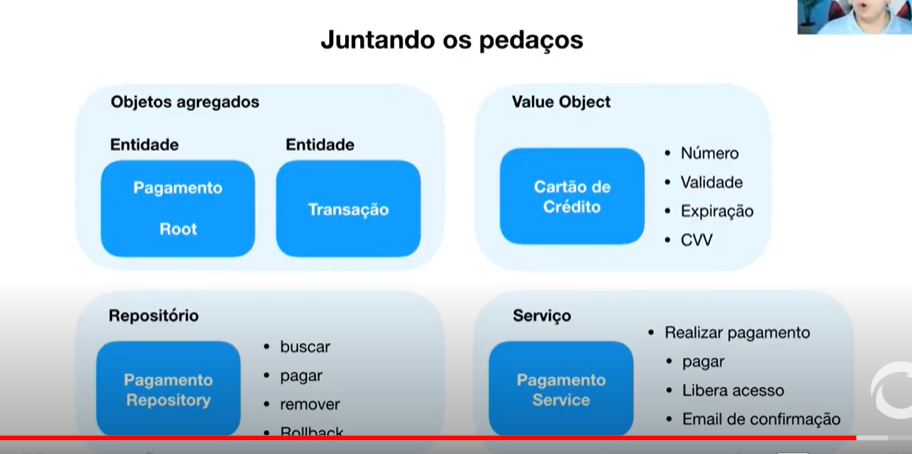 Juntando os pedaços
Objetos agregados
Entidade
Pagamento
Root
Entidade
Transação
Value Object
Cartão de
Crédito
• Número
• Validade
• Expiração
• CVV
Repositório
Pagamento
Repository
• buscar
• pagar
• remover
• Rollback
Serviço
Pagamento
Service
• Realizar pagamento
• pagar
• Libera acesso
• Email de confirmação